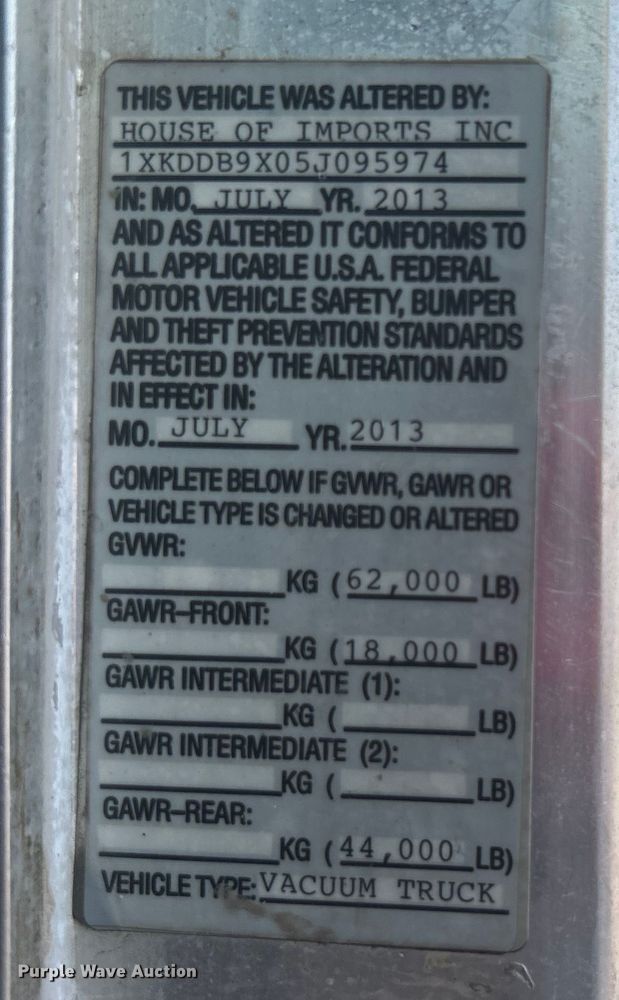 THIS VEHICLE WAS ALTERED BY:
HOUSE OF IMPORTS INC
1XKDDB9X05J095974
IN: MO. JULY YR. 2013
AND AS ALTERED IT CONFORMS TO
ALL APPLICABLE U.S.A. FEDERAL
MOTOR VEHICLE SAFETY, BUMPER
AND THEFT PREVENTION STANDARDS
AFFECTED BY THE ALTERATION AND
IN EFFECT IN:
MO. JULY YR. 2013
COMPLETE BELOW IF GVWR, GAWR OR
VEHICLE TYPE IS CHANGED OR ALTERED
GVWR:
KG (62,000 LB)
GAWR-FRONT:
KG (18,000 LB)
GAWR INTERMEDIATE (1):
KG ( LB)
GAWR INTERMEDIATE (2):
KG ( LB)
GAWR-REAR:
KG (44,000 LB)
VEHICLE TYPE: VACUUM TRUCK
Purple Wave Auction